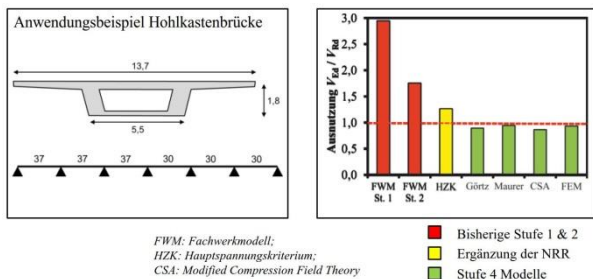 Anwendungsbeispiel Hohlkastenbrücke
13,7
1,8
5,5
37 37 37 30 30 30
Ausnutzung VEd / VRd
3,0
2,5
2,0
1,5
1,0
0,5
0,0
FWM St. 1
FWM St. 2
HZK
Görtz
Maurer
CSA
FEM
FWM: Fachwerkmodell;
HZK: Hauptspannungskriterium;
CSA: Modified Compression Field Theory
Bisherige Stufe 1 & 2
Ergänzung der NRR
Stufe 4 Modelle